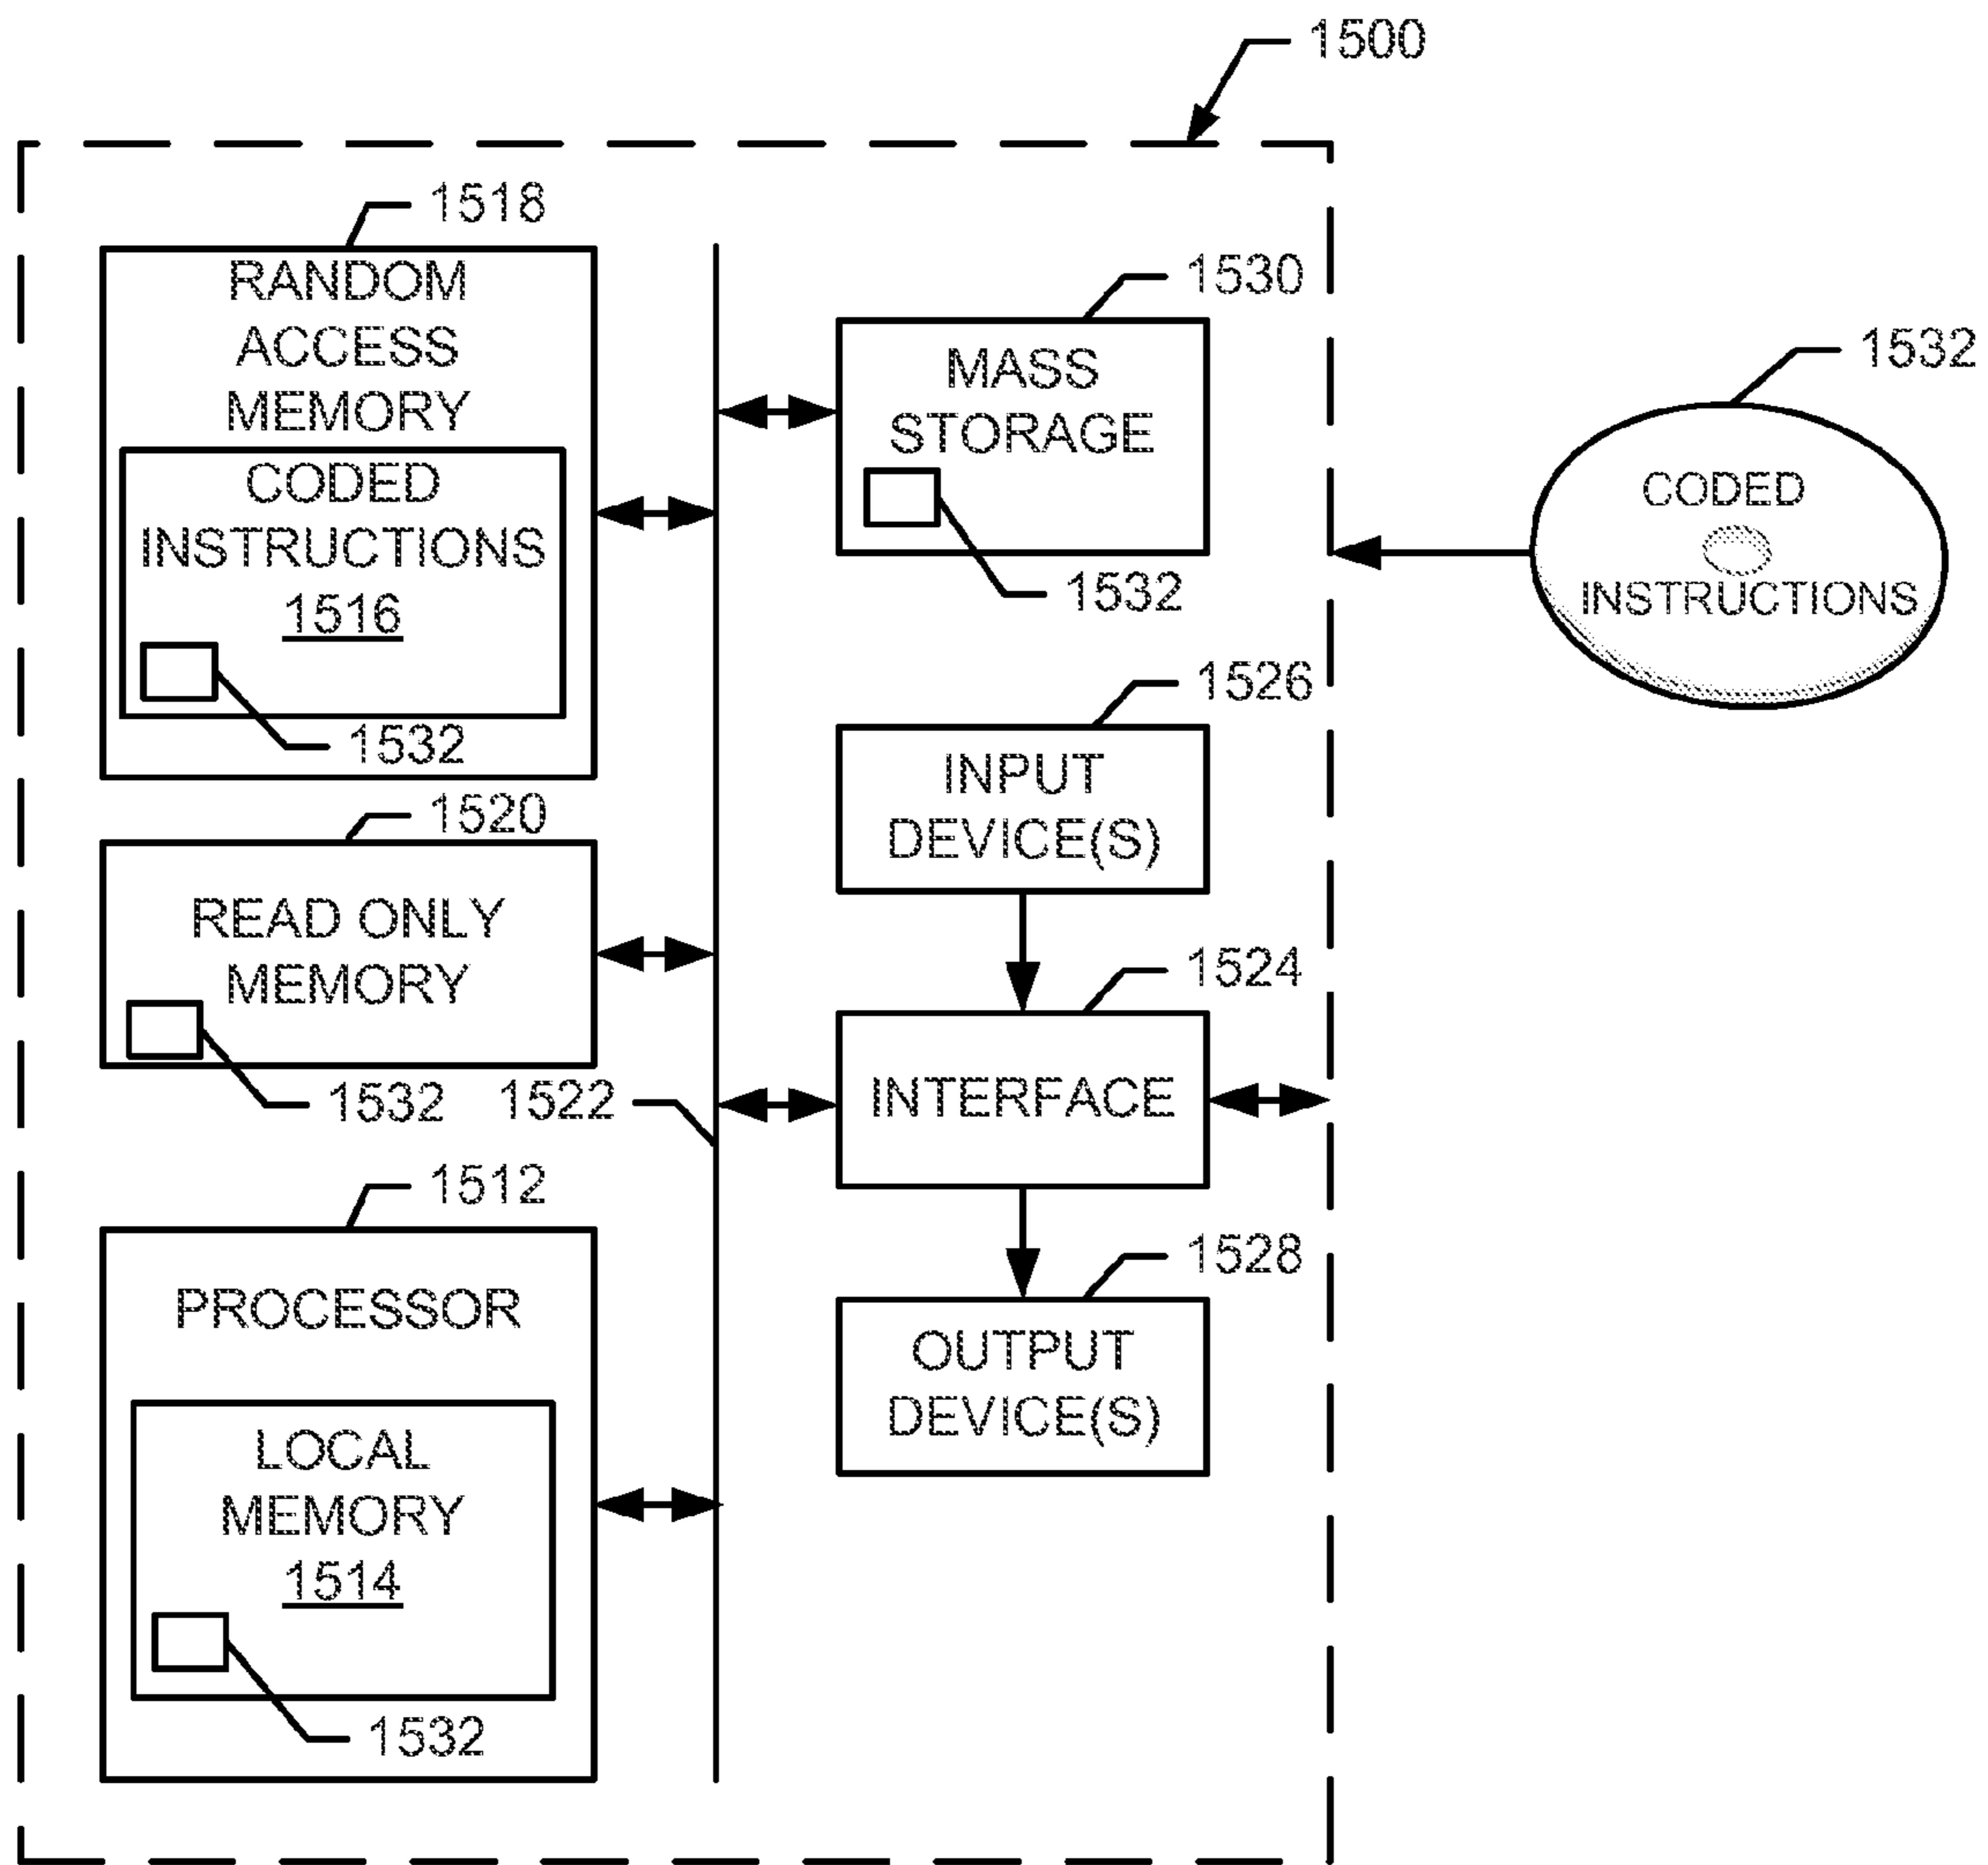 1500
1518
RANDOM
ACCESS
MEMORY
CODED
INSTRUCTIONS
1516
1532
1530
MASS
STORAGE
1532
1532
CODED
INSTRUCTIONS
1526
INPUT
DEVICE(S)
1520
READ ONLY
MEMORY
1532
1522
1524
INTERFACE
1512
PROCESSOR
LOCAL
MEMORY
1514
1532
1528
OUTPUT
DEVICE(S)